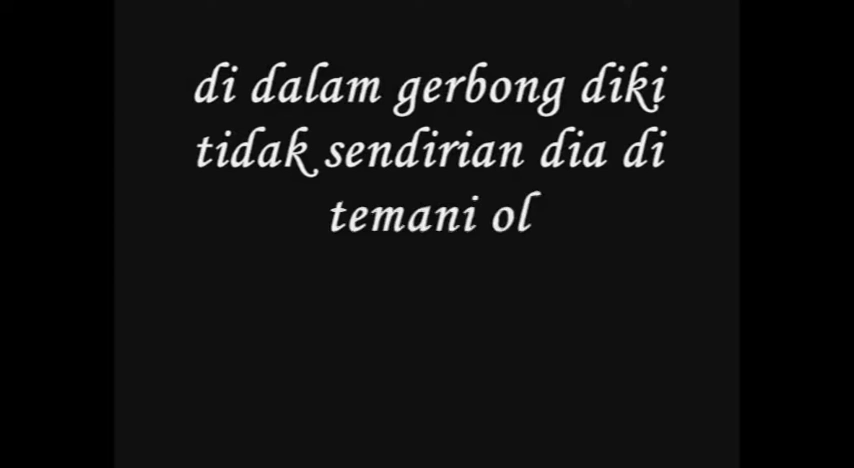 di dalam gerbong diki
tidak sendirian dia di
temani ol